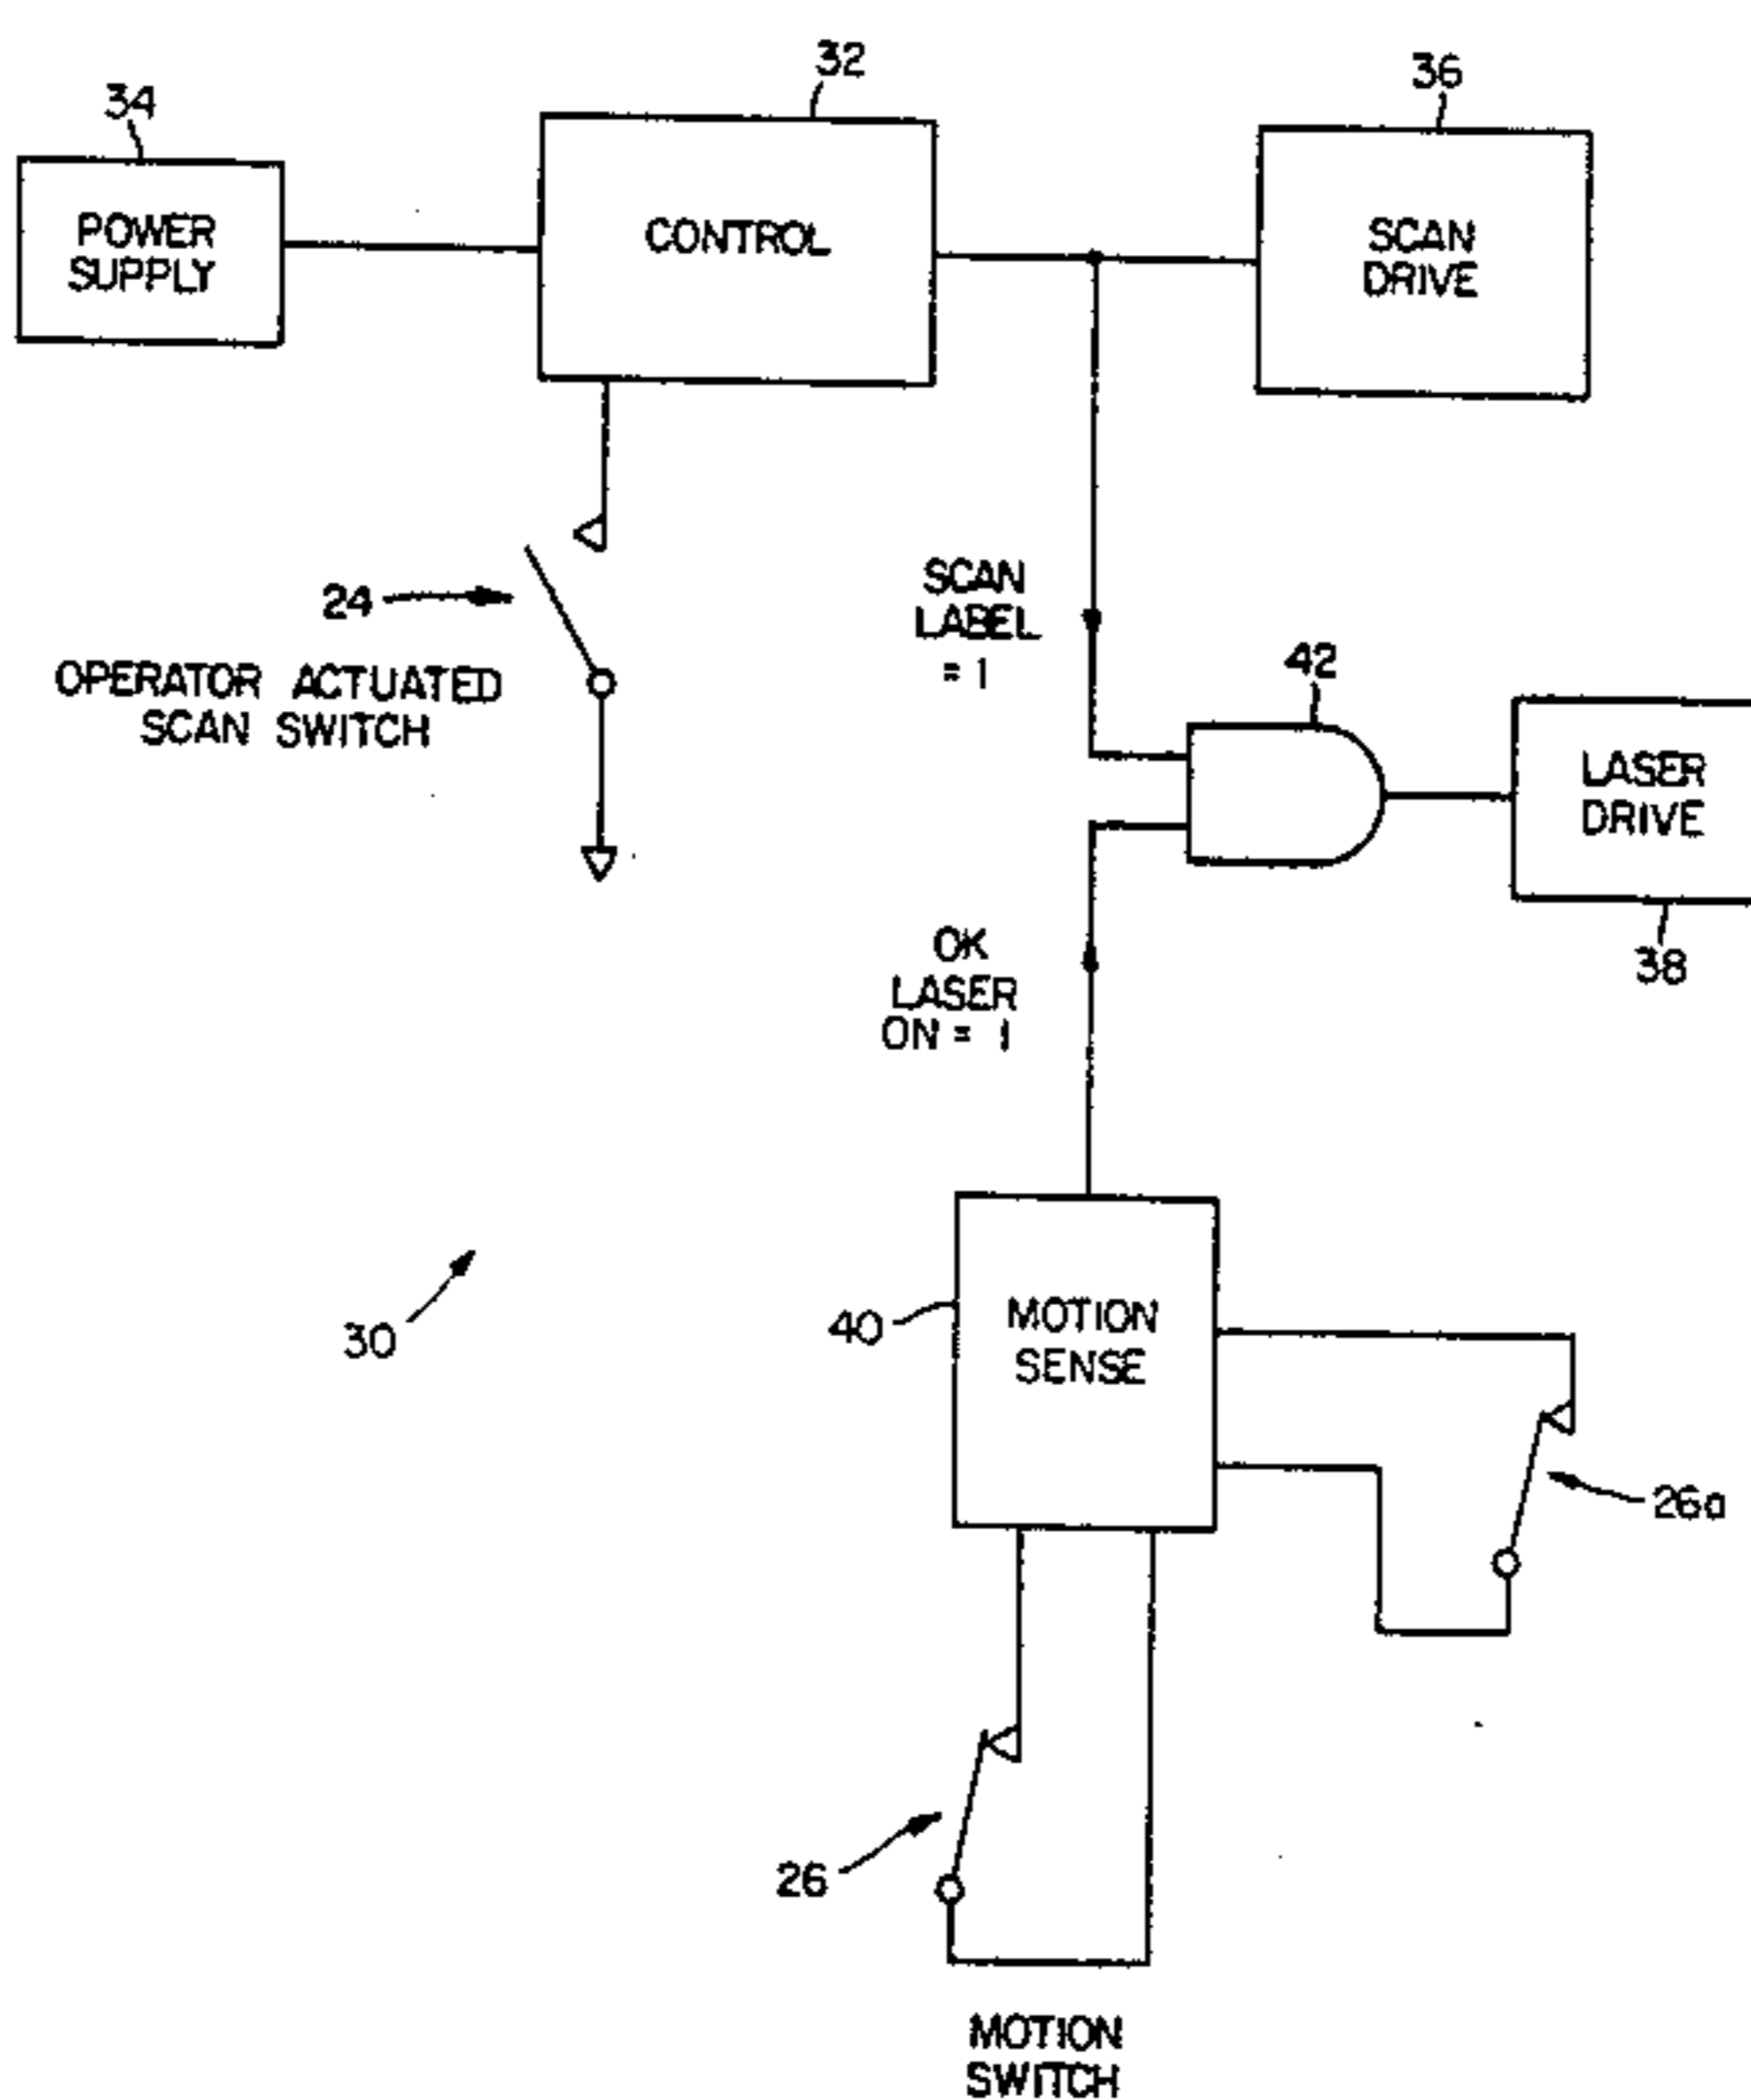 34
POWER
SUPPLY
32
CONTROL
36
SCAN
DRIVE
24
OPERATOR ACTUATED
SCAN SWITCH
SCAN
LABEL
= 1
42
LASER
DRIVE
38
OK
LASER
ON = 1
30
40
MOTION
SENSE
26a
26
MOTION
SWITCH